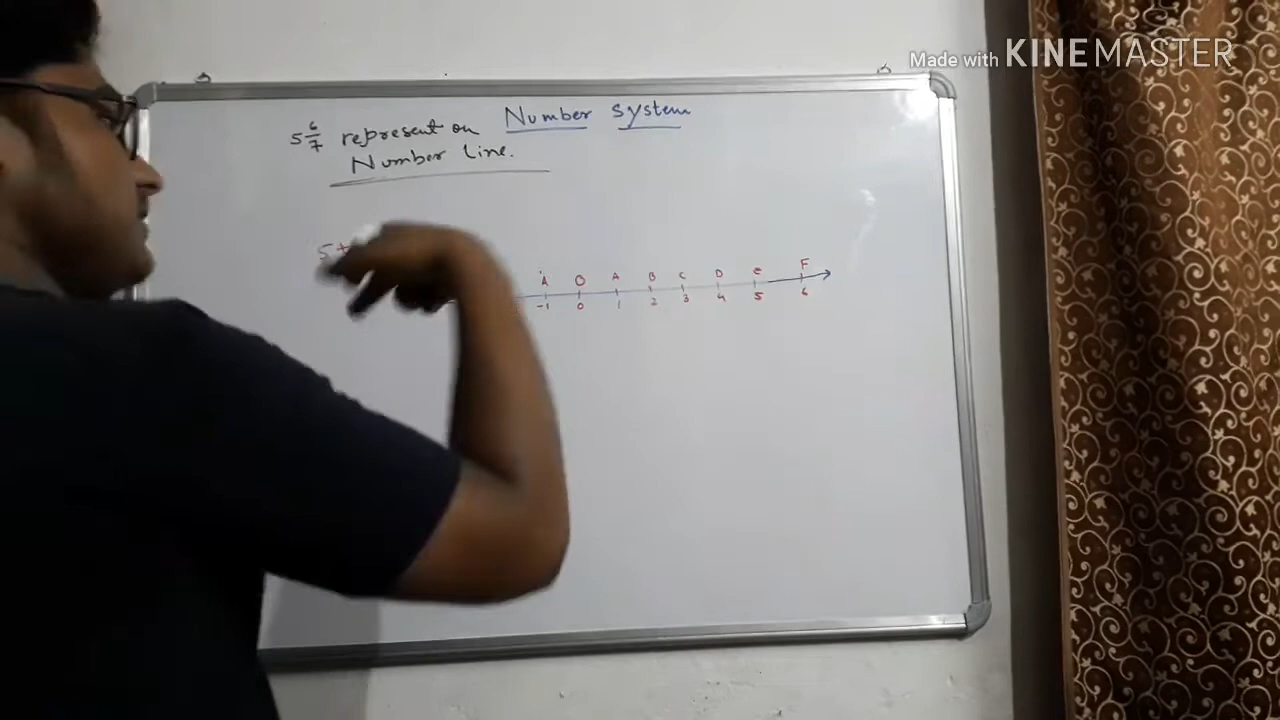 Made with KINEMASTER
Number system
5 6/7 represent on
Number Line.
5+
A' O A B C D e F
-1 0 1 2 3 4 5 6